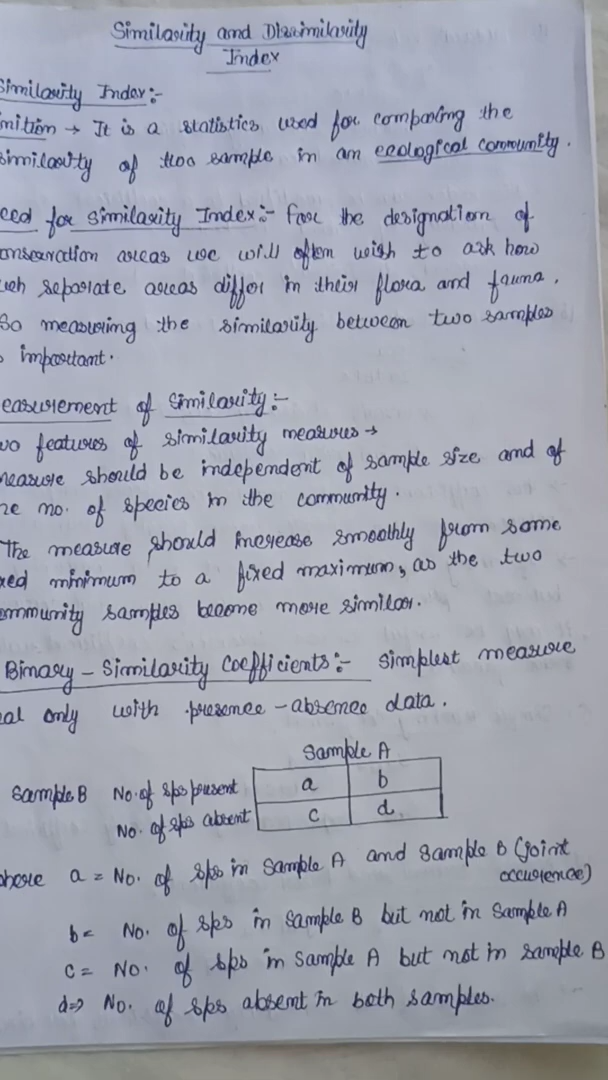 Similarity and Dissimilarity
Index
Similarity Index:-
nition → It is a statistics used for comparing the
similarity of two sample in an ecological community.
eed for Similarity Index:- For the designation of
onservation areas we will often wish to ask how
uch separate areas differ in their flora and fauna.
So measuring the similarity between two samples
s important.
easurement of Similarity:-
wo features of similarity measures →
measure should be independent of sample size and of
he no. of species in the community.
The measure should increase smoothly from some
xed minimum to a fixed maximum, as the two
ommunity samples become more similar.
Binary - Similarity Coefficients:- Simplest measure
al only with presence - absence data.
Sample A
Sample B No. of sps present a b
No. of sps absent c d
where a = No. of sps in Sample A and Sample B (joint
occurence)
b = No. of sps in Sample B but not in Sample A
c = No. of sps in Sample A but not in Sample B
d => No. of sps absent in both samples.